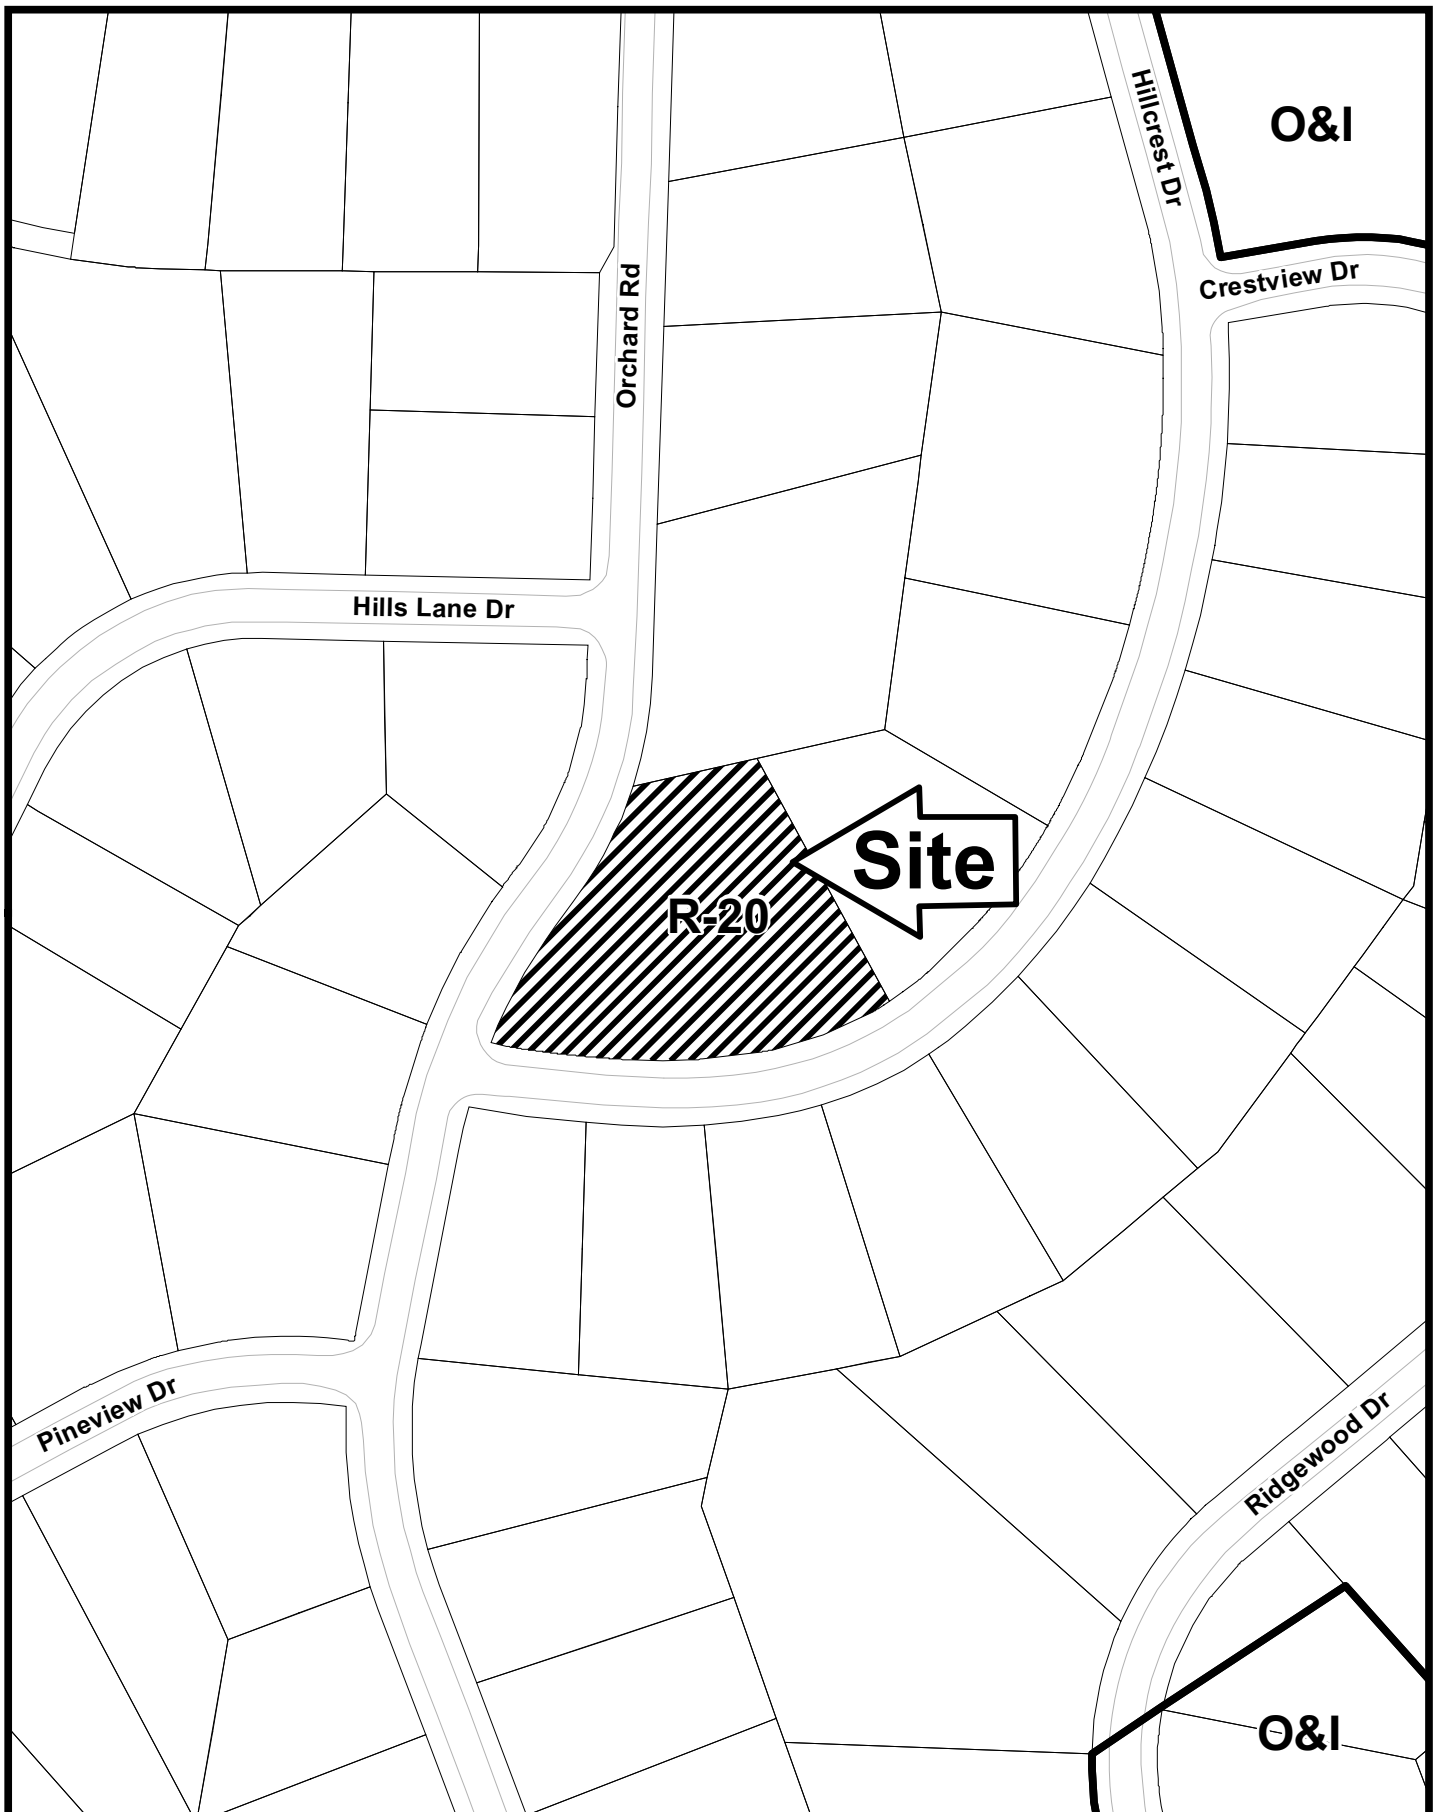 Hillcrest Dr
O&I
Crestview Dr
Orchard Rd
Hills Lane Dr
Site
R-20
Pineview Dr
Ridgewood Dr
O&I